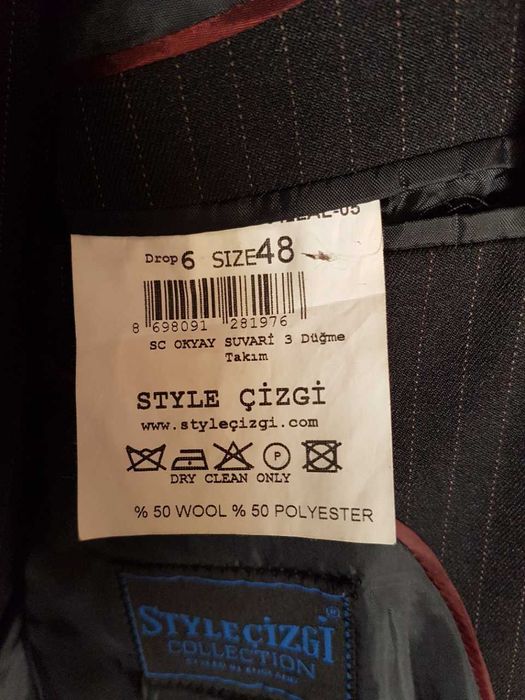 Drop 6 SIZE 48
8 698091 281976
SC OKYAY SUVARİ 3 Düğme
Takım
STYLE ÇİZGİ
www.styleçizgi.com
P
DRY CLEAN ONLY
% 50 WOOL % 50 POLYESTER
STYLEÇİZGİ
COLLECTION